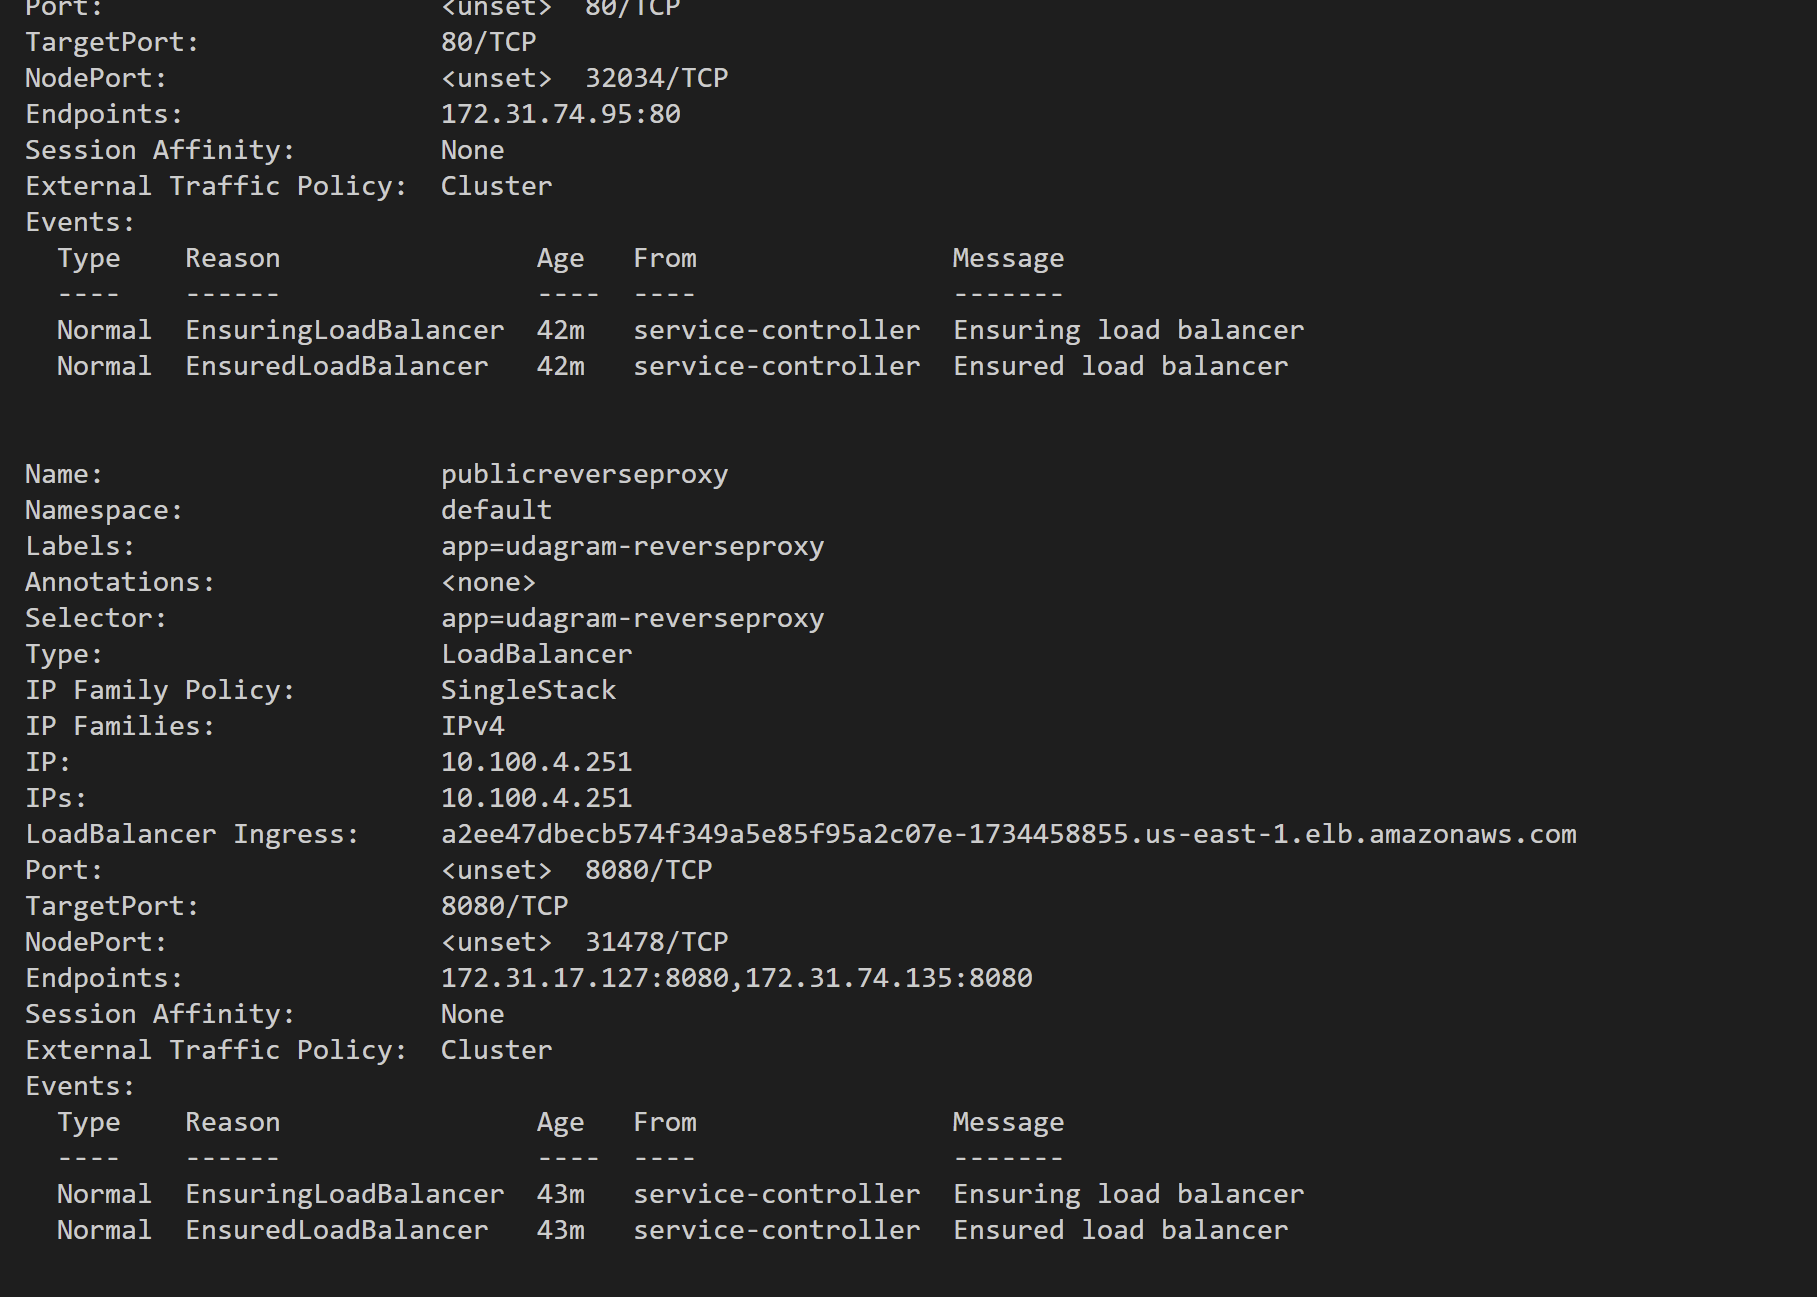 Port:                     <unset>  80/TCP
TargetPort:               80/TCP
NodePort:                 <unset>  32034/TCP
Endpoints:                172.31.74.95:80
Session Affinity:         None
External Traffic Policy:  Cluster
Events:
  Type    Reason                Age   From                Message
  ----    ------                ----  ----                -------
  Normal  EnsuringLoadBalancer  42m   service-controller  Ensuring load balancer
  Normal  EnsuredLoadBalancer   42m   service-controller  Ensured load balancer
Name:                     publicreverseproxy
Namespace:                default
Labels:                   app=udagram-reverseproxy
Annotations:              <none>
Selector:                 app=udagram-reverseproxy
Type:                     LoadBalancer
IP Family Policy:         SingleStack
IP Families:              IPv4
IP:                       10.100.4.251
IPs:                      10.100.4.251
LoadBalancer Ingress:     a2ee47dbecb574f349a5e85f95a2c07e-1734458855.us-east-1.elb.amazonaws.com
Port:                     <unset>  8080/TCP
TargetPort:               8080/TCP
NodePort:                 <unset>  31478/TCP
Endpoints:                172.31.17.127:8080,172.31.74.135:8080
Session Affinity:         None
External Traffic Policy:  Cluster
Events:
  Type    Reason                Age   From                Message
  ----    ------                ----  ----                -------
  Normal  EnsuringLoadBalancer  43m   service-controller  Ensuring load balancer
  Normal  EnsuredLoadBalancer   43m   service-controller  Ensured load balancer